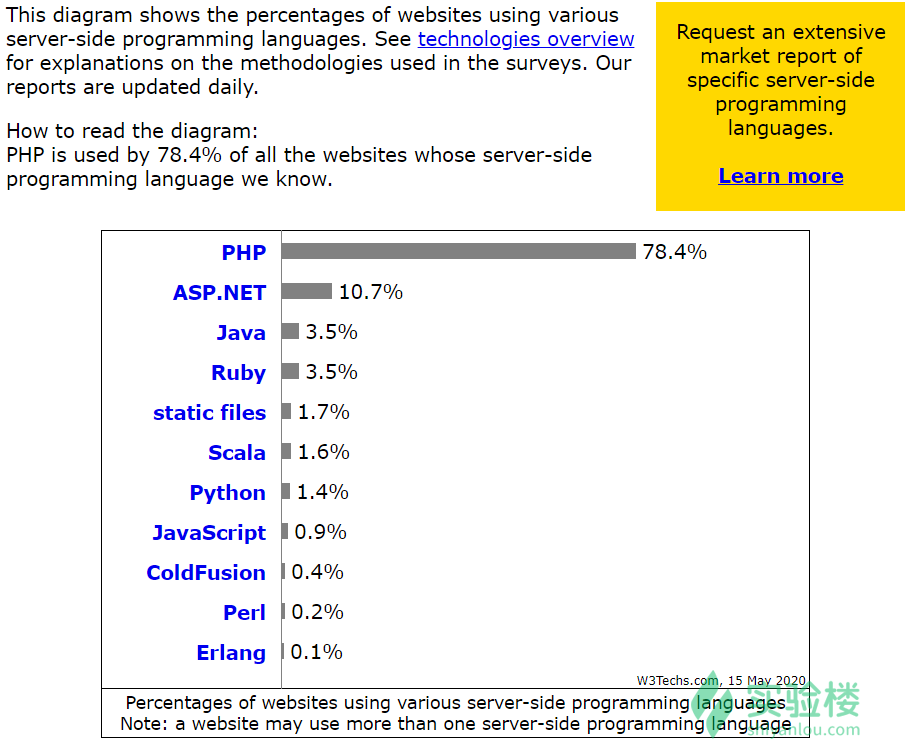 This diagram shows the percentages of websites using various
server-side programming languages. See technologies overview
for explanations on the methodologies used in the surveys. Our
reports are updated daily.
How to read the diagram:
PHP is used by 78.4% of all the websites whose server-side
programming language we know.
Request an extensive
market report of
specific server-side
programming
languages.
Learn more
PHP 78.4%
ASP.NET 10.7%
Java 3.5%
Ruby 3.5%
static files 1.7%
Scala 1.6%
Python 1.4%
JavaScript 0.9%
ColdFusion 0.4%
Perl 0.2%
Erlang 0.1%
W3Techs.com, 15 May 2020
Percentages of websites using various server-side programming languages
Note: a website may use more than one server-side programming language
实验楼
shiyanlou.com